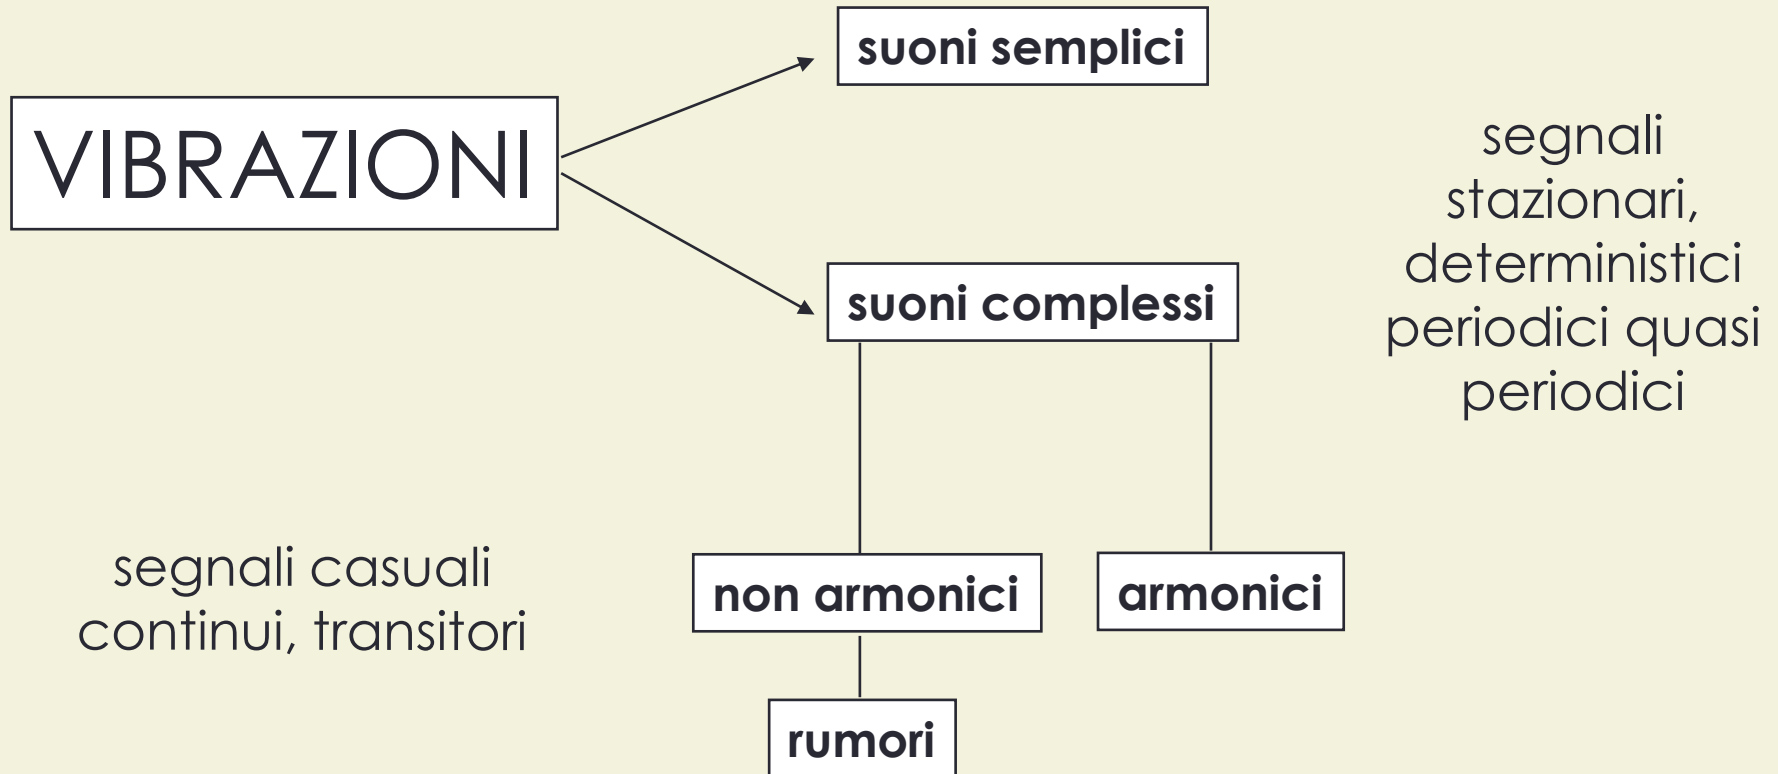 suoni semplici
VIBRAZIONI
segnali
stazionari,
deterministici
periodici quasi
periodici
suoni complessi
segnali casuali
continui, transitori
non armonici
armonici
rumori